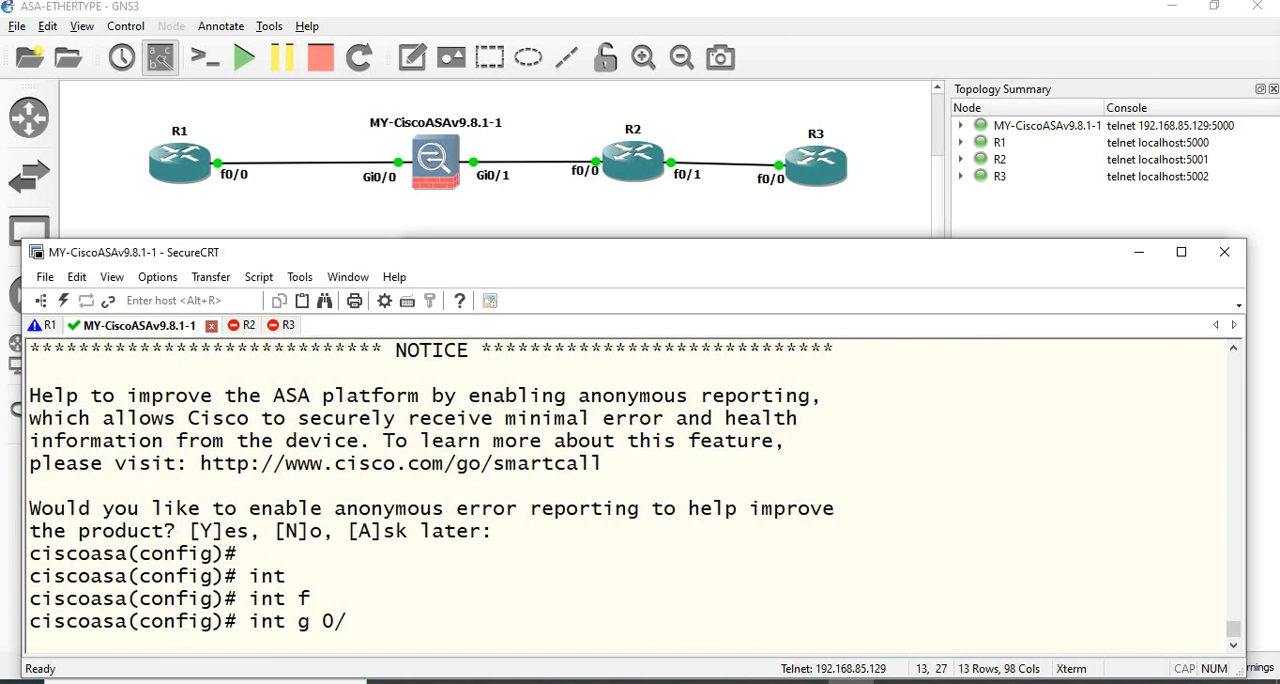 ASA-ETHERTYPE - GNS3
File Edit View Control Node Annotate Tools Help
Topology Summary
Node Console
MY-CiscoASAv9.8.1-1 telnet 192.168.85.129:5000
R1 telnet localhost:5000
R2 telnet localhost:5001
R3 telnet localhost:5002
MY-CiscoASAv9.8.1-1
R1 R2 R3
f0/0 Gi0/0 Gi0/1 f0/0 f0/1 f0/0
MY-CiscoASAv9.8.1-1 - SecureCRT
File Edit View Options Transfer Script Tools Window Help
Enter host <Alt+R>
R1 MY-CiscoASAv9.8.1-1 R2 R3
***************************** NOTICE *****************************
Help to improve the ASA platform by enabling anonymous reporting,
which allows Cisco to securely receive minimal error and health
information from the device. To learn more about this feature,
please visit: http://www.cisco.com/go/smartcall
Would you like to enable anonymous error reporting to help improve
the product? [Y]es, [N]o, [A]sk later:
ciscoasa(config)#
ciscoasa(config)# int
ciscoasa(config)# int f
ciscoasa(config)# int g 0/
Ready Telnet: 192.168.85.129 13, 27 13 Rows, 98 Cols Xterm CAP NUM